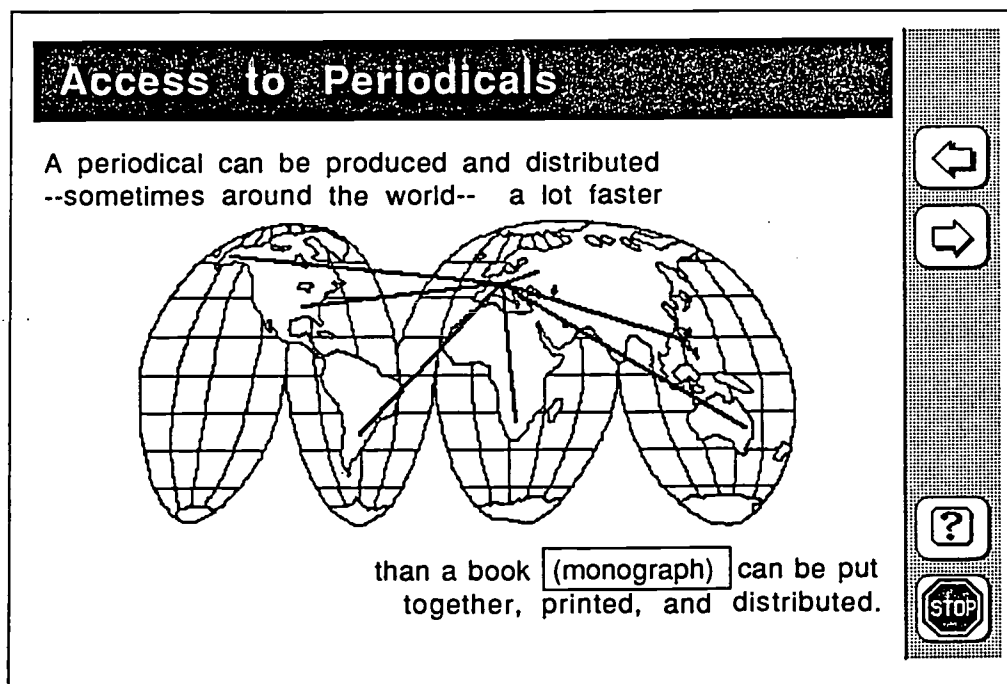 Access to Periodicals
A periodical can be produced and distributed
--sometimes around the world-- a lot faster
than a book (monograph) can be put
together, printed, and distributed.
?
STOP